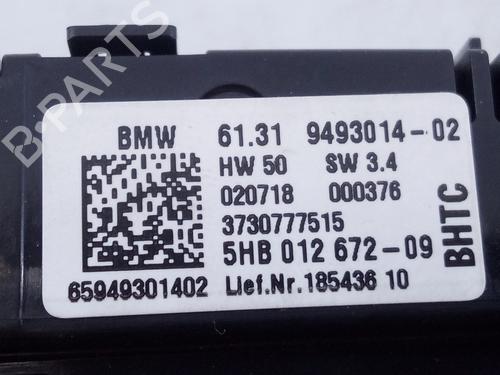 B-PARTS
BMW 61.31 9493014-02
HW 50 SW 3.4
020718 000376
3730777515
5HB 012 672-09
65949301402 Lief.Nr.185436 10
BHTC